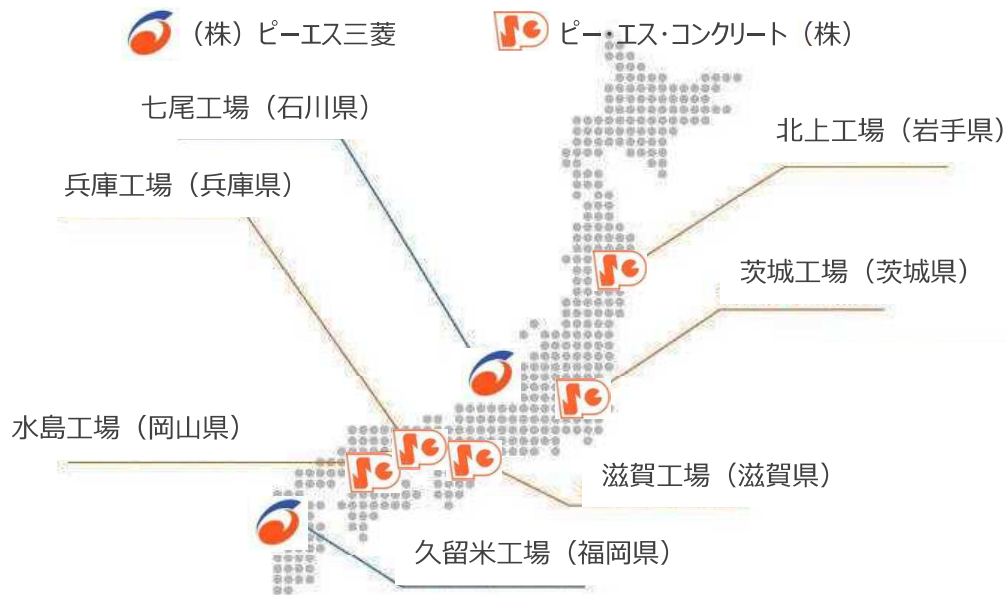 (株) ピーエス三菱
ピー・エス・コンクリート (株)
七尾工場 (石川県)
北上工場 (岩手県)
兵庫工場 (兵庫県)
茨城工場 (茨城県)
水島工場 (岡山県)
滋賀工場 (滋賀県)
久留米工場 (福岡県)